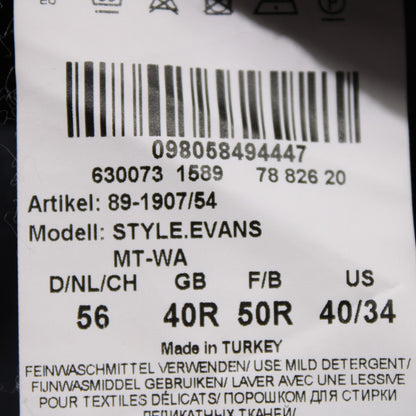 098058494447
630073 1589 78 826 20
Artikel: 89-1907/54
Modell: STYLE.EVANS
MT-WA
D/NL/CH GB F/B US
56 40R 50R 40/34
Made in TURKEY
FEINWASCHMITTEL VERWENDEN/ USE MILD DETERGENT/
FIJNWASMIDDEL GEBRUIKEN/ LAVER AVEC UNE LESSIVE
POUR TEXTILES DÉLICATS/ ПОРОШКОМ ДЛЯ СТИРКИ
ДЕЛИКАТНЫХ ТКАНЕЙ/